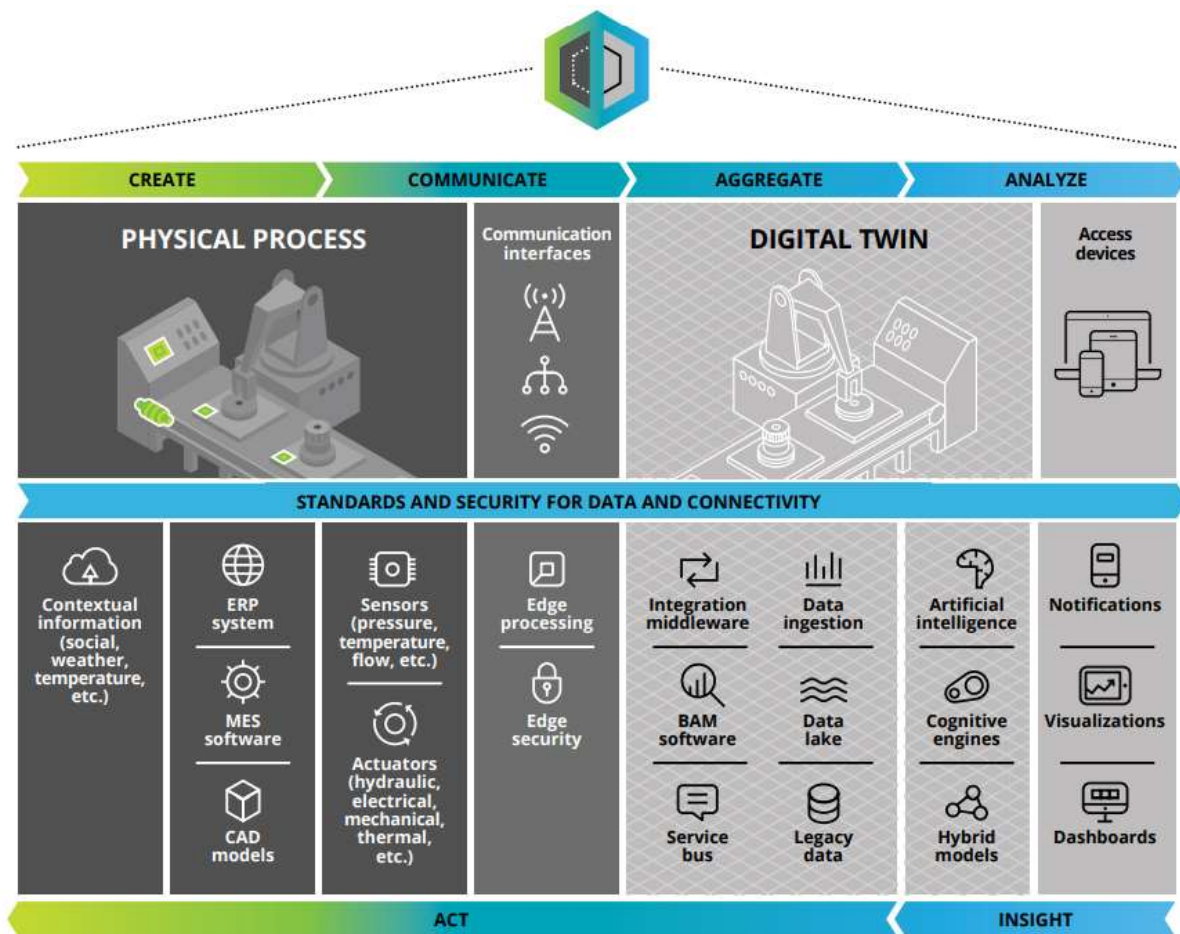 CREATE
COMMUNICATE
AGGREGATE
ANALYZE
PHYSICAL PROCESS
Communication
interfaces
DIGITAL TWIN
Access
devices
STANDARDS AND SECURITY FOR DATA AND CONNECTIVITY
Contextual
information
(social,
weather,
temperature,
etc.)
ERP
system
MES
software
CAD
models
Sensors
(pressure,
temperature,
flow, etc.)
Actuators
(hydraulic,
electrical,
mechanical,
thermal,
etc.)
Edge
processing
Edge
security
Integration
middleware
Data
ingestion
BAM
software
Data
lake
Service
bus
Legacy
data
Artificial
intelligence
Cognitive
engines
Hybrid
models
Notifications
Visualizations
Dashboards
ACT
INSIGHT